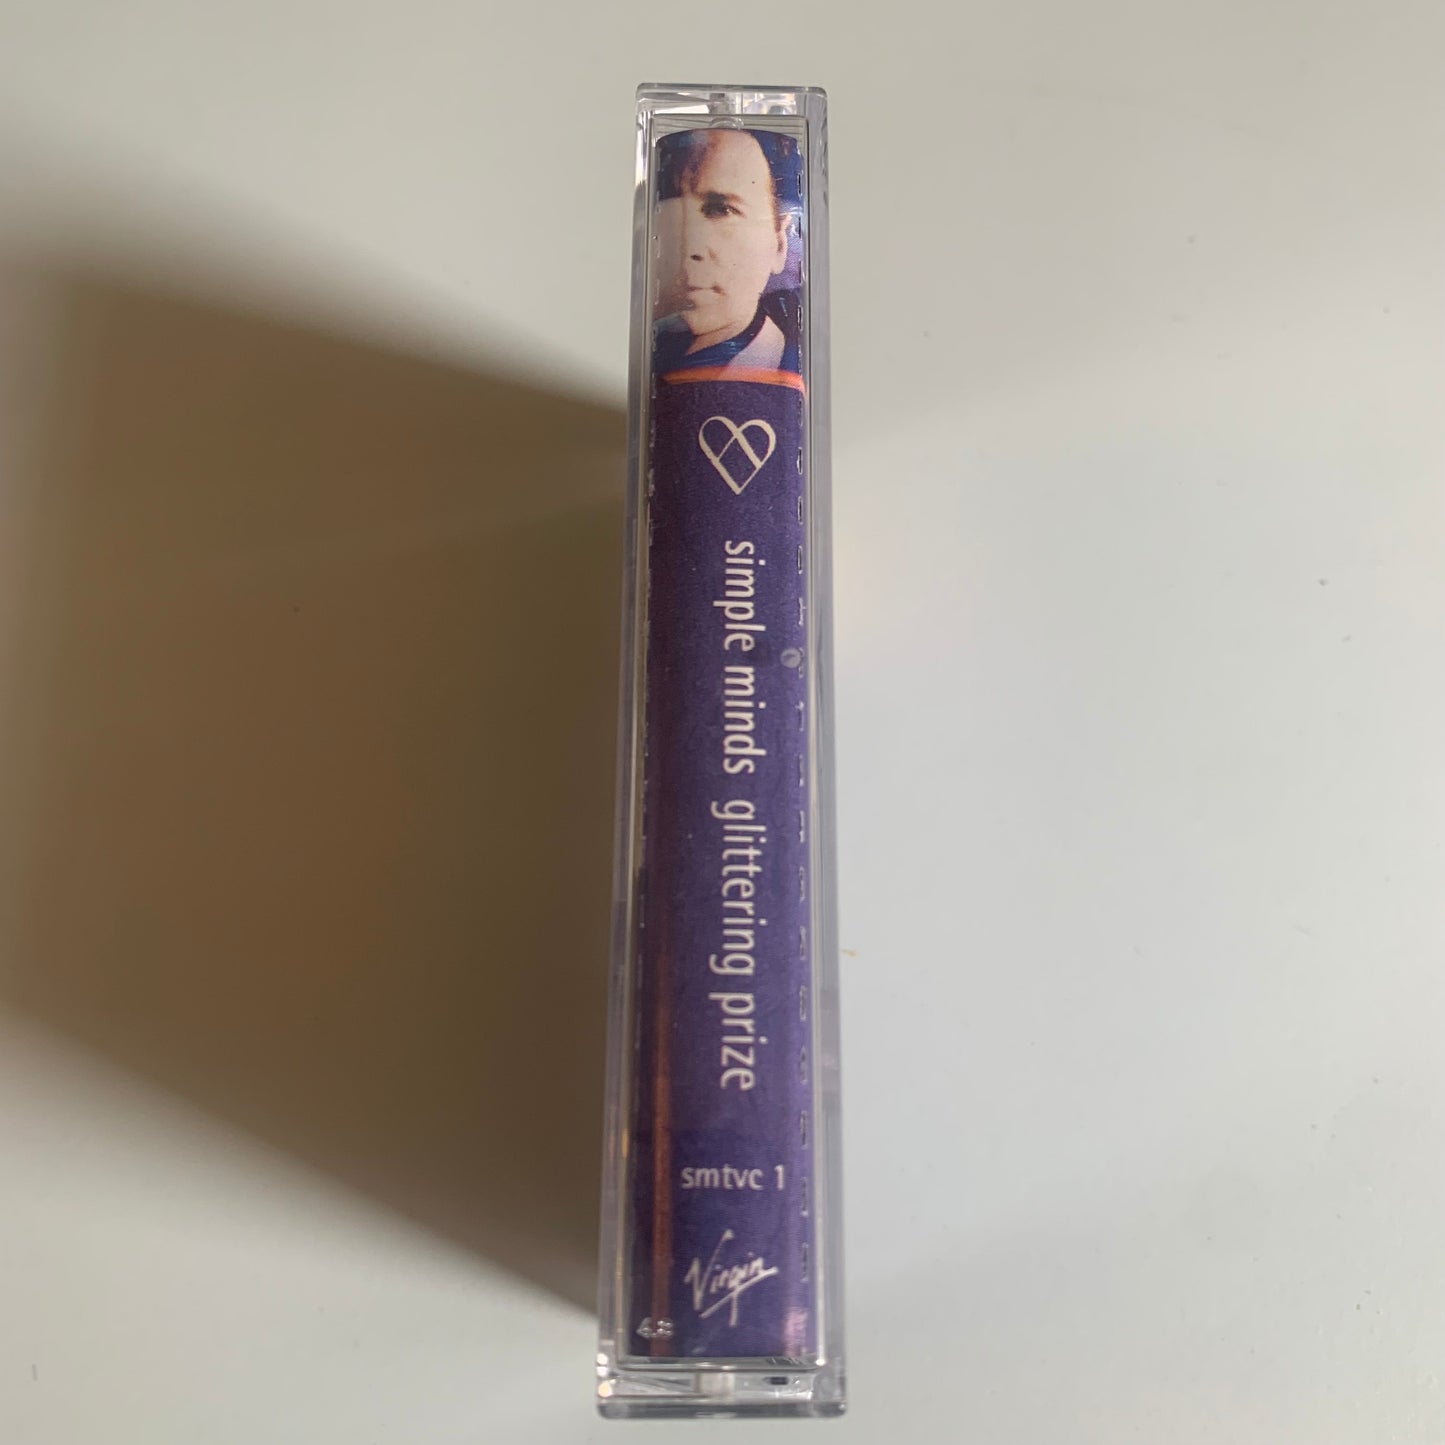 simple minds glittering prize
smtvc 1
Virgin